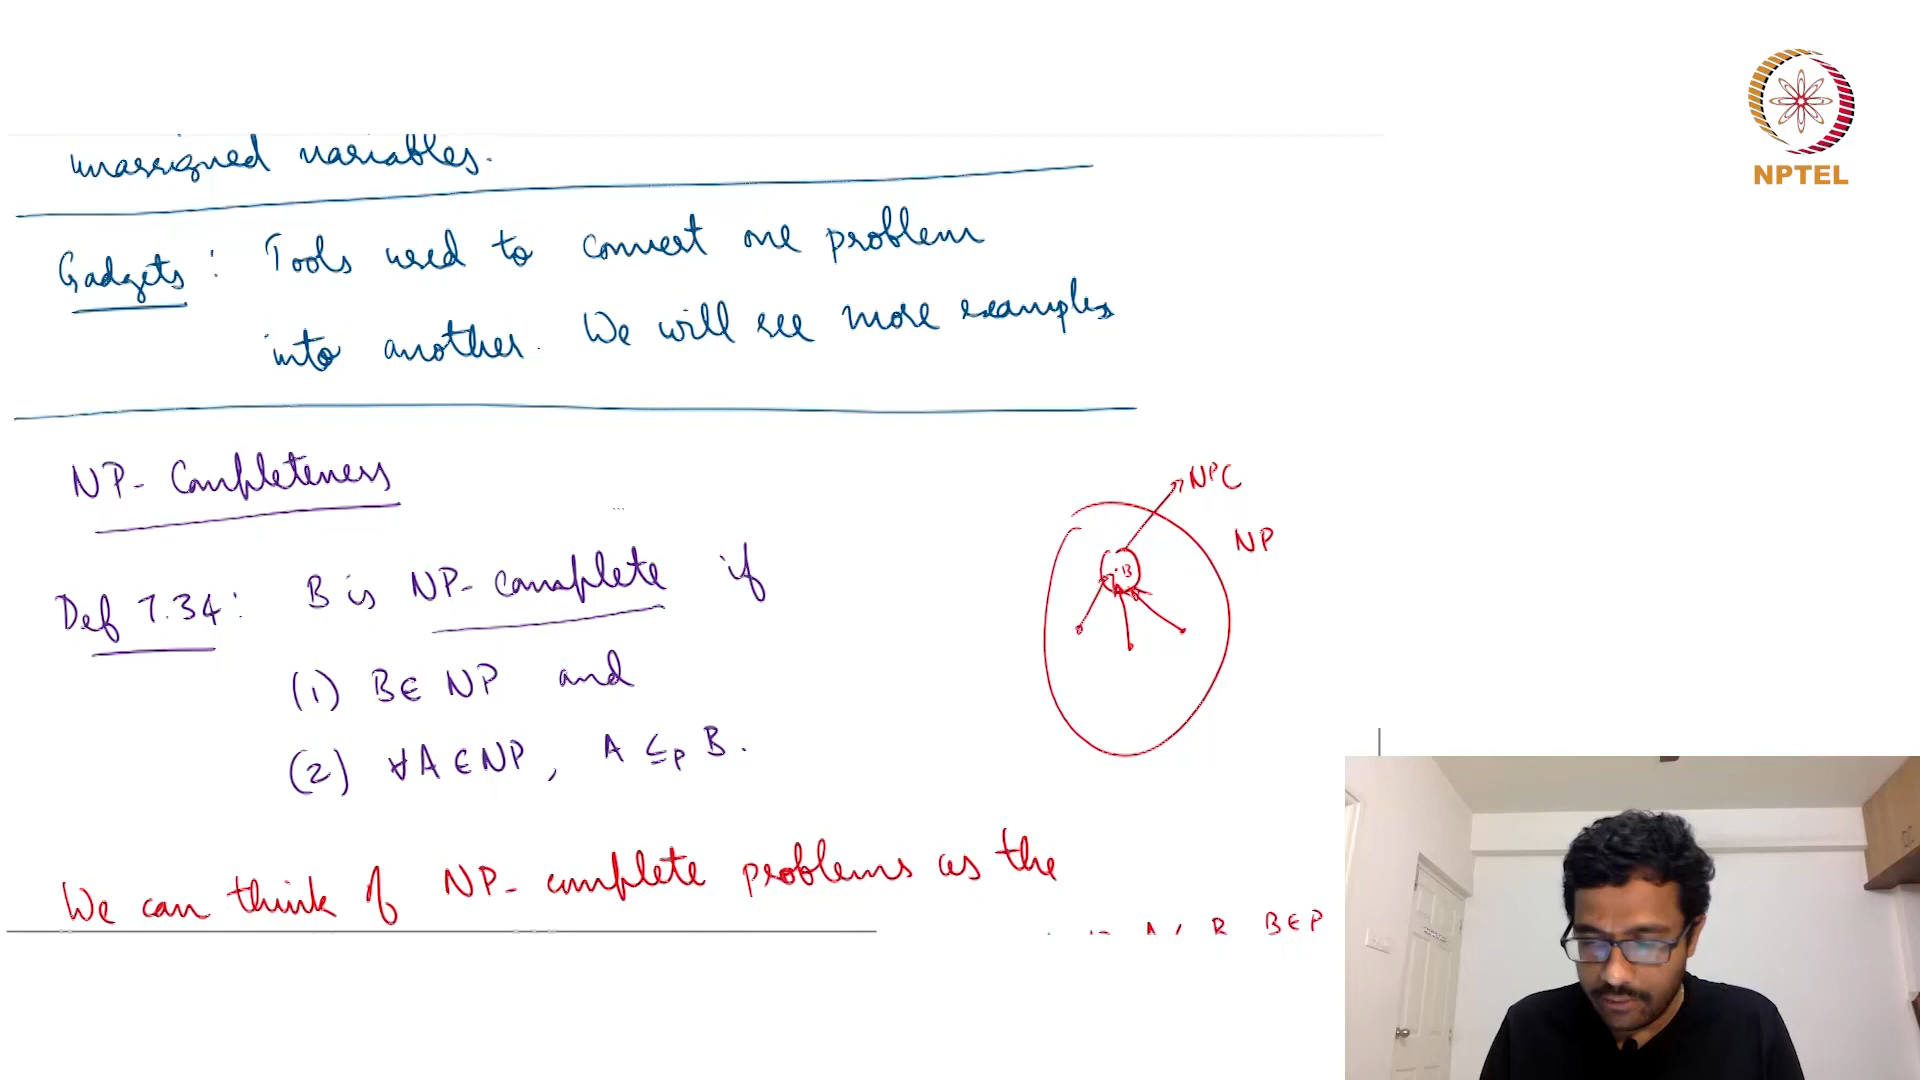 unassigned variables.
Gadgets : Tools used to convert one problem
into another. We will see more examples
NP-Completeness
Def 7.34: B is NP-complete if
(1) B∈ NP and
(2) ∀A ∈NP, A ≤p B.
We can think of NP-complete problems as the
B∈P
NPC
NP
B
NPTEL